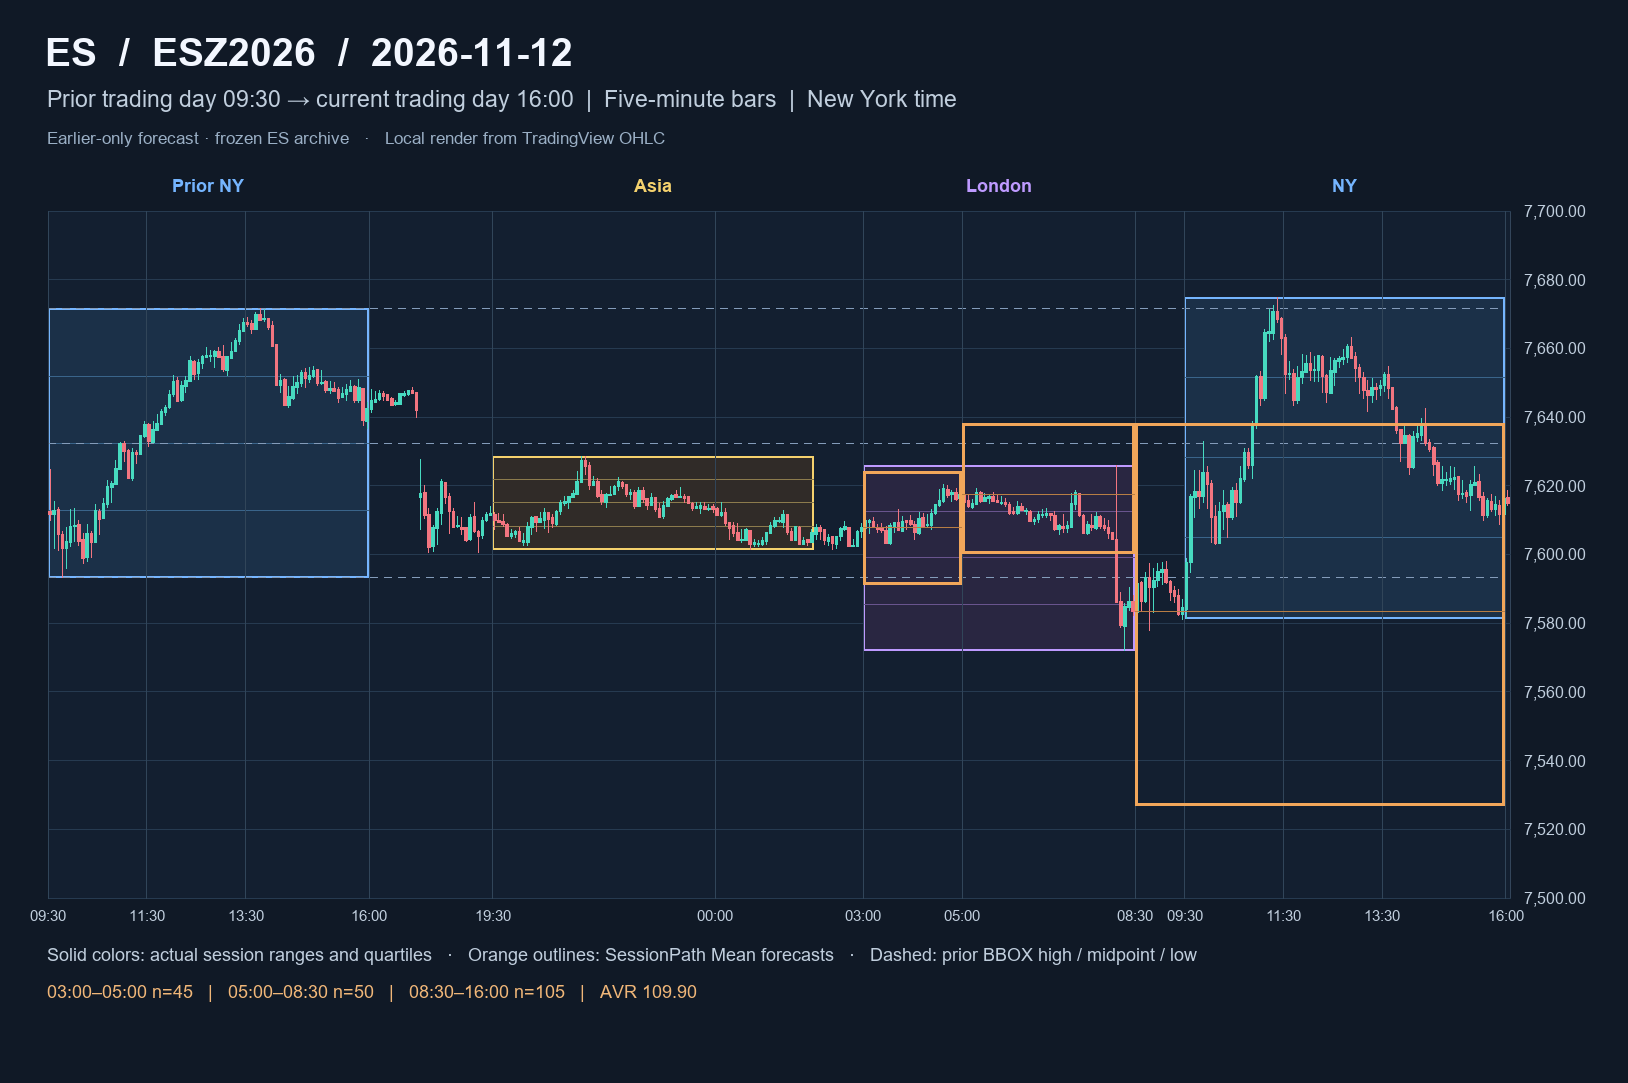 ES / ESZ2026 / 2026-11-12
Prior trading day 09:30 → current trading day 16:00 | Five-minute bars | New York time
Earlier-only forecast · frozen ES archive · Local render from TradingView OHLC
Prior NY Asia London NY
7,700.00
7,680.00
7,660.00
7,640.00
7,620.00
7,600.00
7,580.00
7,560.00
7,540.00
7,520.00
7,500.00
09:30 11:30 13:30 16:00 19:30 00:00 03:00 05:00 08:30 09:30 11:30 13:30 16:00
Solid colors: actual session ranges and quartiles · Orange outlines: SessionPath Mean forecasts · Dashed: prior BBOX high / midpoint / low
03:00–05:00 n=45 | 05:00–08:30 n=50 | 08:30–16:00 n=105 | AVR 109.90